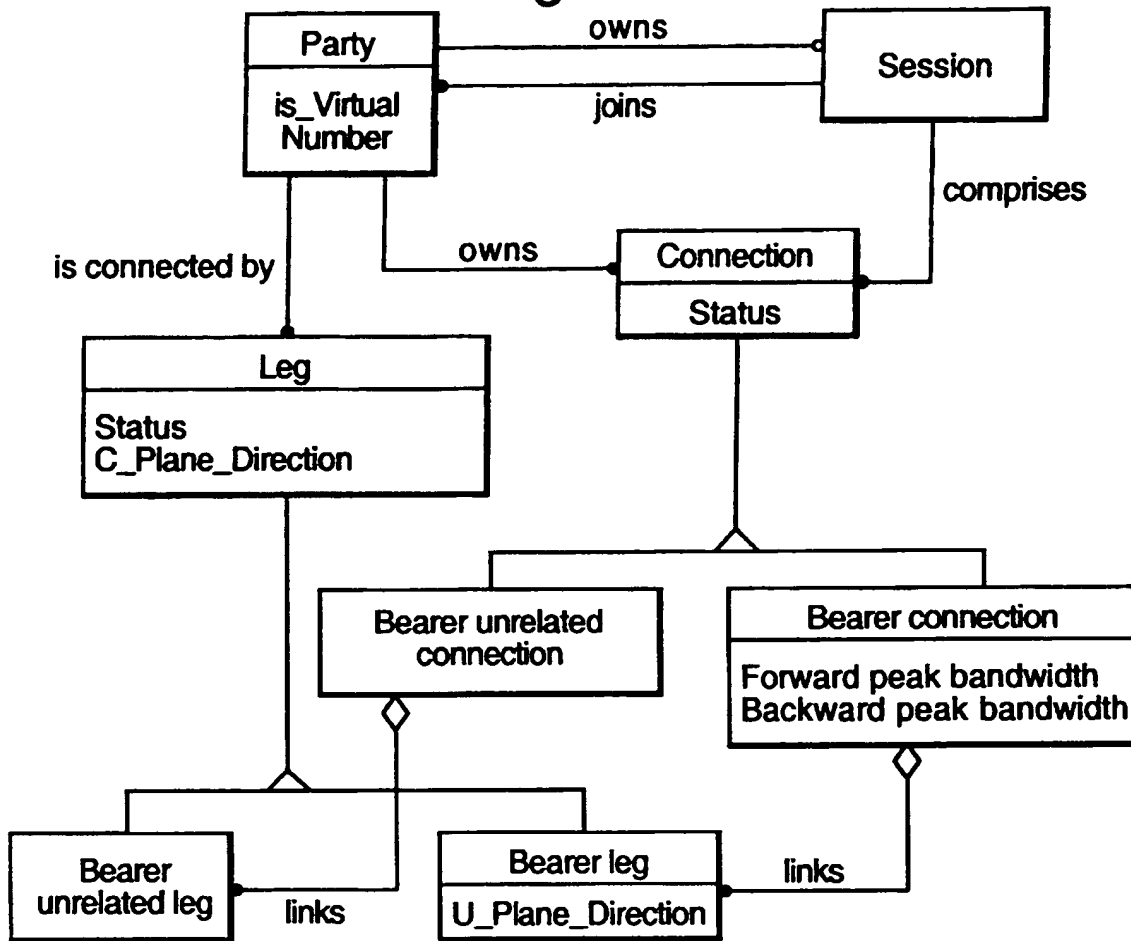 owns
Party
Session
is_Virtual
Number
joins
comprises
owns
Connection
is connected by
Status
Leg
Status
C_Plane_Direction
Bearer unrelated
connection
Bearer connection
Forward peak bandwidth
Backward peak bandwidth
Bearer
unrelated leg
links
Bearer leg
U_Plane_Direction
links